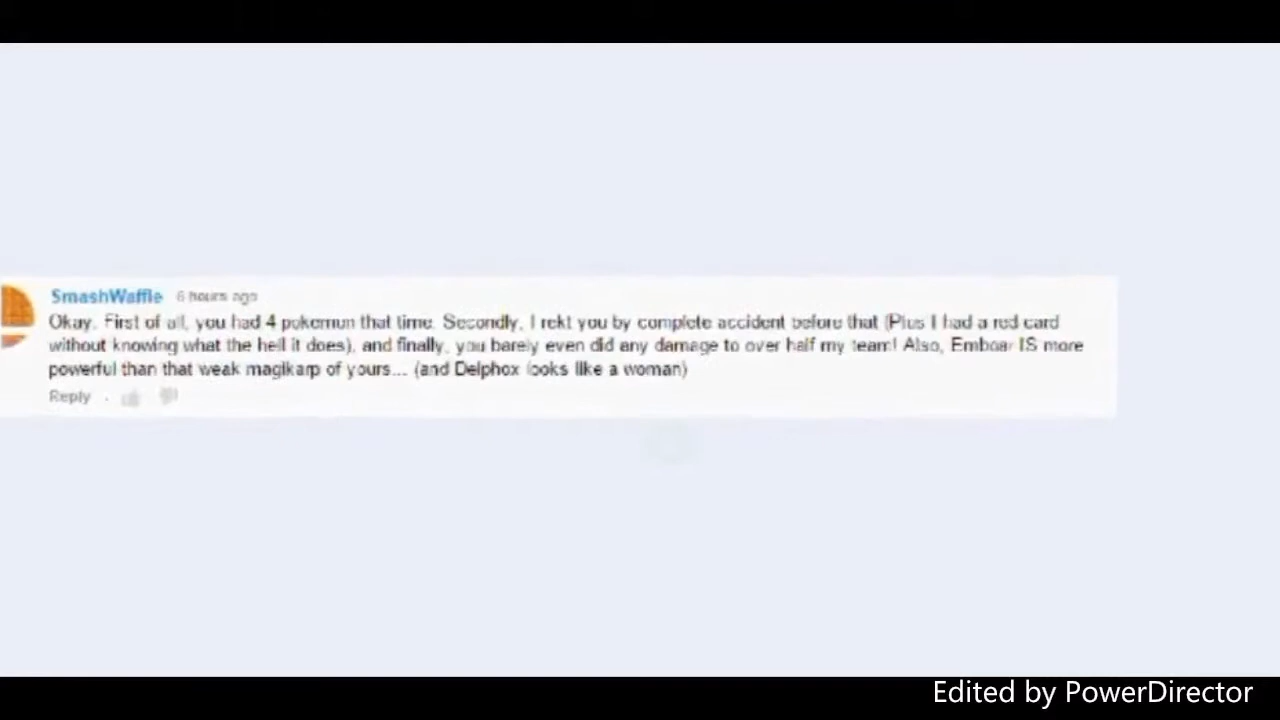 SmashWaffle 6 hours ago
Okay. First of all, you had 4 pokemun that time. Secondly, I rekt you by complete accident before that (Plus I had a red card
without knowing what the hell it does), and finally, you barely even did any damage to over half my team! Also, Emboar IS more
powerful than that weak magikarp of yours... (and Delphox looks like a woman)
Reply ·
Edited by PowerDirector